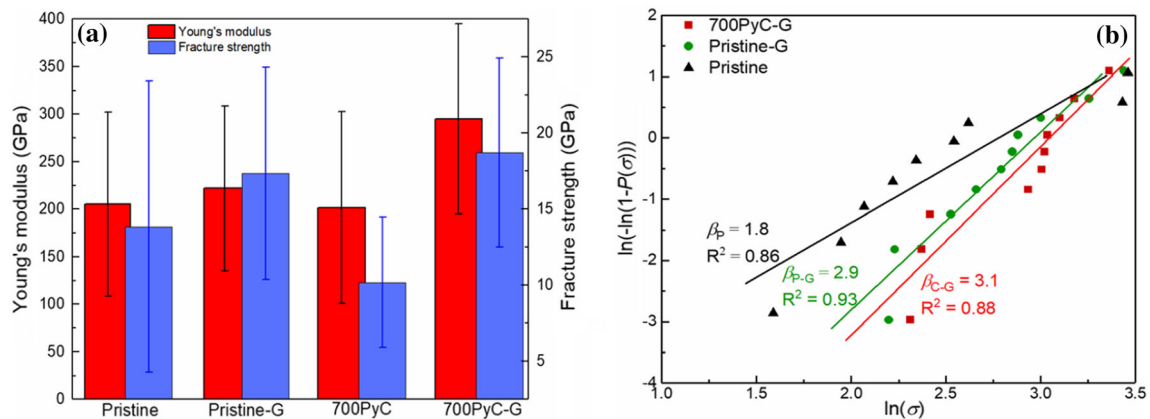 (a)
Young's modulus
Fracture strength
Young's modulus (GPa)
400
350
300
250
200
150
100
50
0
Fracture strength (GPa)
25
20
15
10
5
Pristine
Pristine-G
700PyC
700PyC-G
(b)
700PyC-G
Pristine-G
Pristine
ln(-ln(1-P(σ)))
2
1
0
-1
-2
-3
-4
βP = 1.8
R² = 0.86
βP-G = 2.9
R² = 0.93
βC-G = 3.1
R² = 0.88
1.0
1.5
2.0
2.5
3.0
3.5
ln(σ)